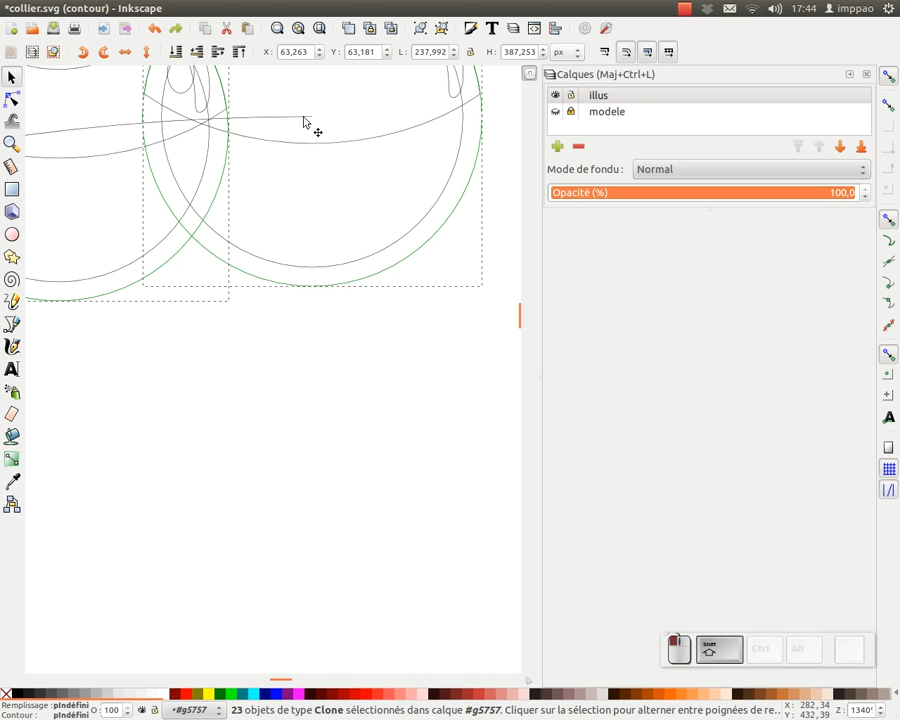 *collier.svg (contour) - Inkscape
17:44 imppao
X: 63,263 Y: 63,181 L: 237,992 H: 387,253 px
Calques (Maj+Ctrl+L)
illus
modele
Mode de fondu : Normal
Opacité (%) 100,0
Shift Ctrl Alt
Remplissage : pIndéfini
Contour : pIndéfini
O: 100
•#g5757
23 objets de type Clone sélectionnés dans calque #g5757. Cliquer sur la sélection pour alterner entre poignées de re...
X: 282,34
Y: 432,39
Z: 1340%